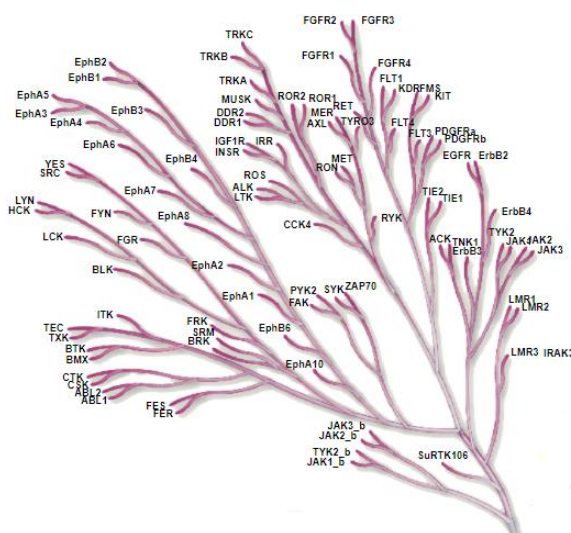 FGFR2
FGFR3
TRKC
EphB2
TRKB
FGFR1
FGFR4
EphB1
FLT1
EphA5
TRKA
KDR
FMS
KIT
EphA3
EphB3
MUSK
ROR2
ROR1
RET
EphA4
DDR2
MER
DDR1
AXL
TYRO3
FLT4
EphA6
IGF1R
IRR
FLT3
PDGFRa
INSR
PDGFRb
YES
EphB4
MET
EGFR
ErbB2
SRC
RON
EphA7
ROS
ALK
TIE2
LYN
LTK
TIE1
HCK
FYN
EphA8
CCK4
RYK
ErbB4
LCK
FGR
TYK2
ACK
TNK1
JAK1
JAK2
ErbB3
JAK3
BLK
EphA2
PYK2
SYK
ZAP70
EphA1
FAK
LMR1
ITK
LMR2
TEC
FRK
TXK
SRM
EphB6
BTK
BRK
LMR3
IRAK3
BMX
EphA10
CTK
CSK
ABL2
ABL1
FES
FER
JAK3_b
JAK2_b
TYK2_b
SuRTK106
JAK1_b